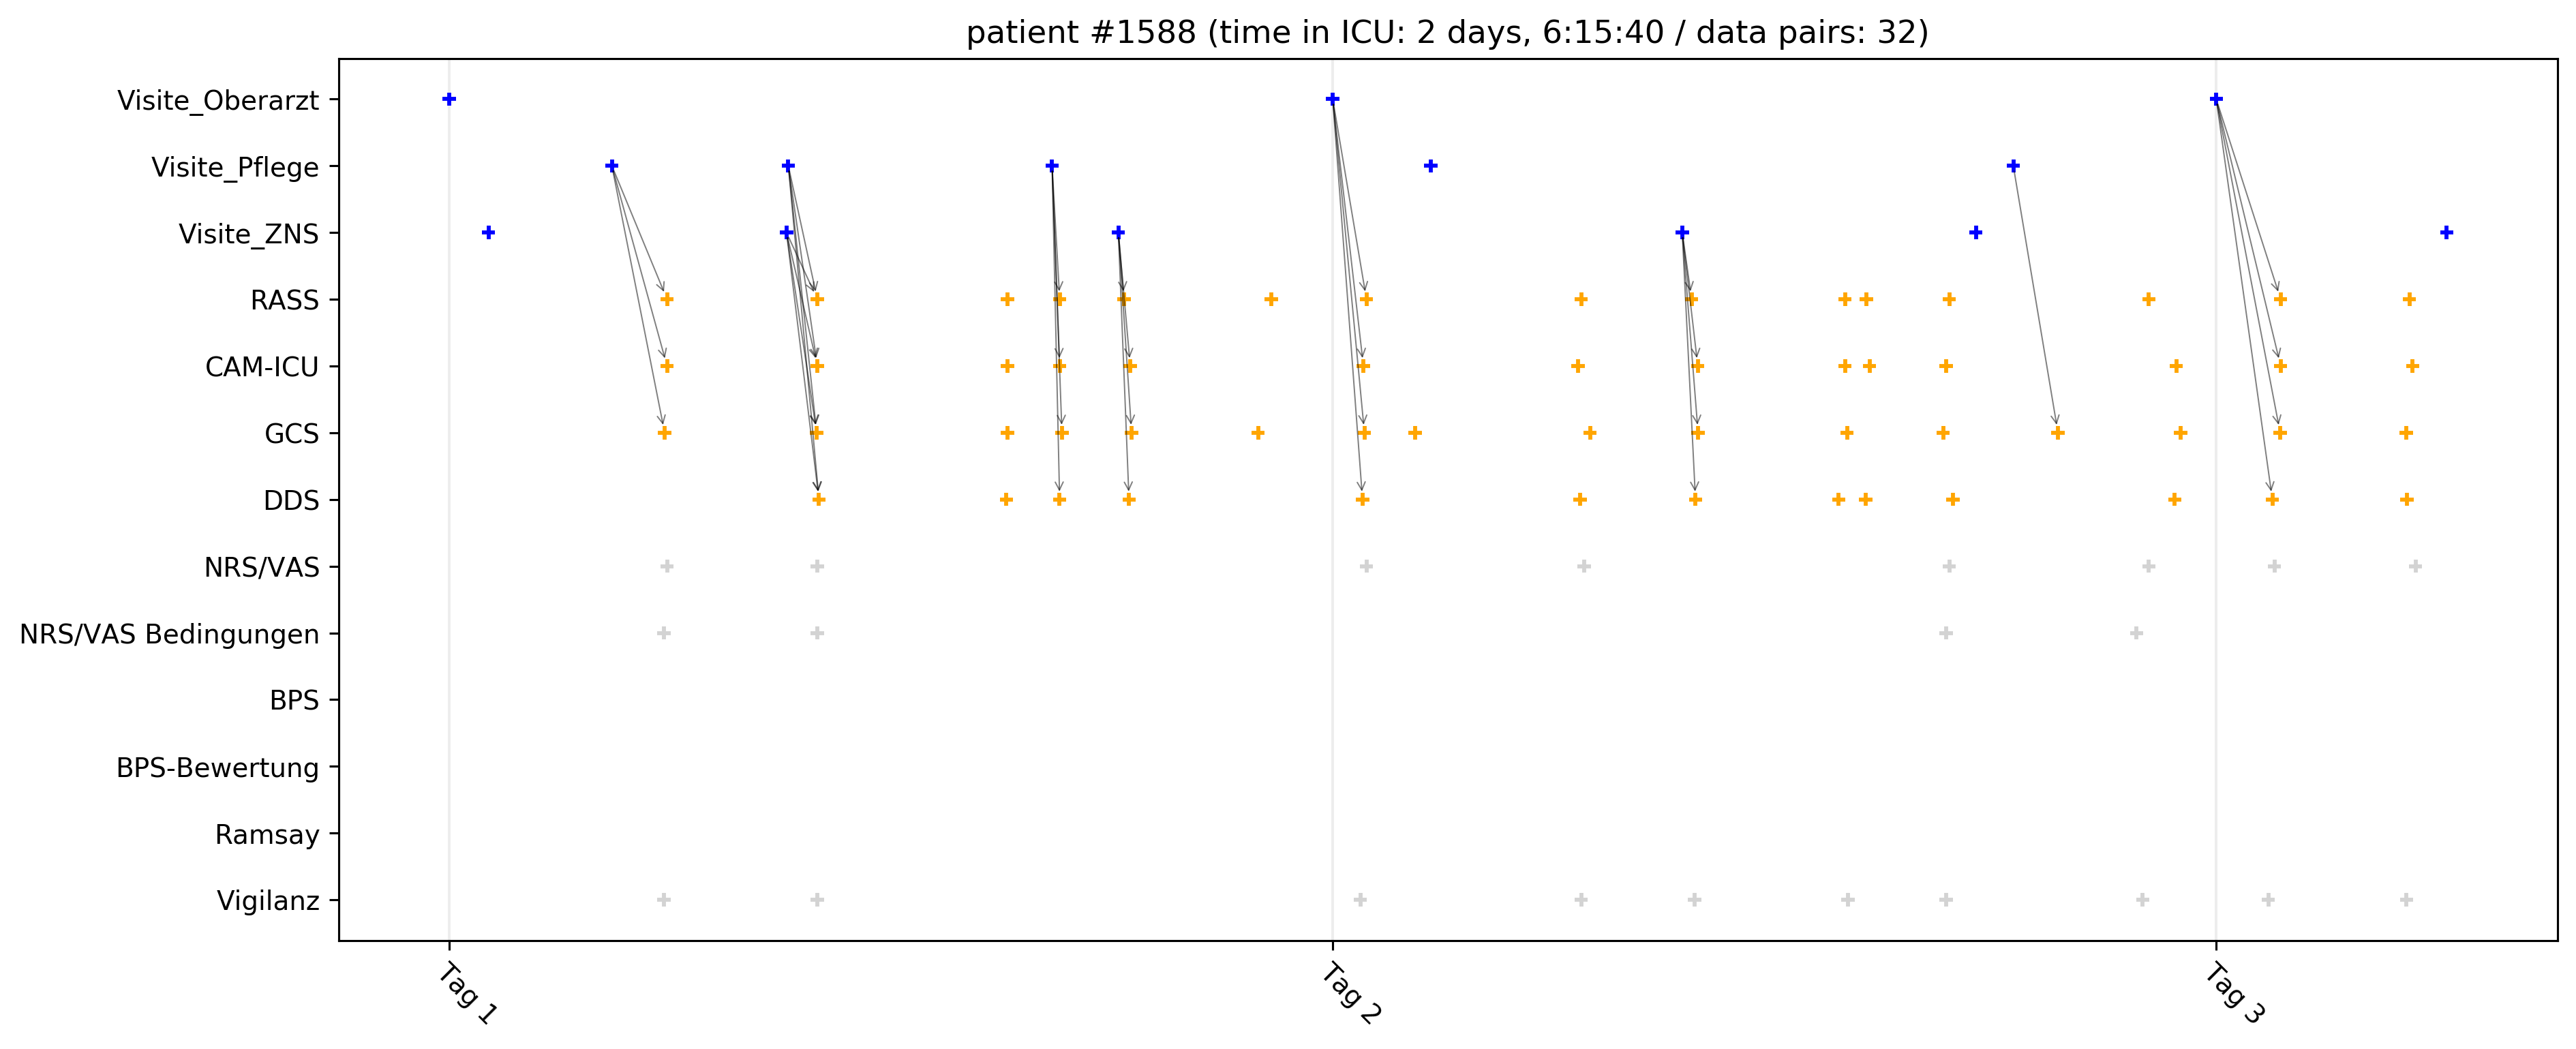 patient #1588 (time in ICU: 2 days, 6:15:40 / data pairs: 32)
Visite_Oberarzt
Visite_Pflege
Visite_ZNS
RASS
CAM-ICU
GCS
DDS
NRS/VAS
NRS/VAS Bedingungen
BPS
BPS-Bewertung
Ramsay
Vigilanz
Tag 1
Tag 2
Tag 3